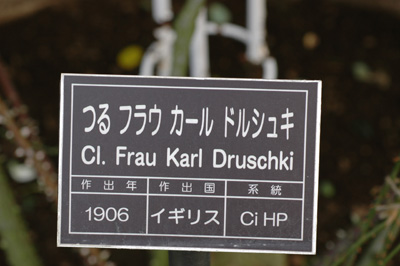 つる フラウ カール ドルシュキ
Cl. Frau Karl Druschki
作出年 作出国 系統
1906 イギリス Ci HP